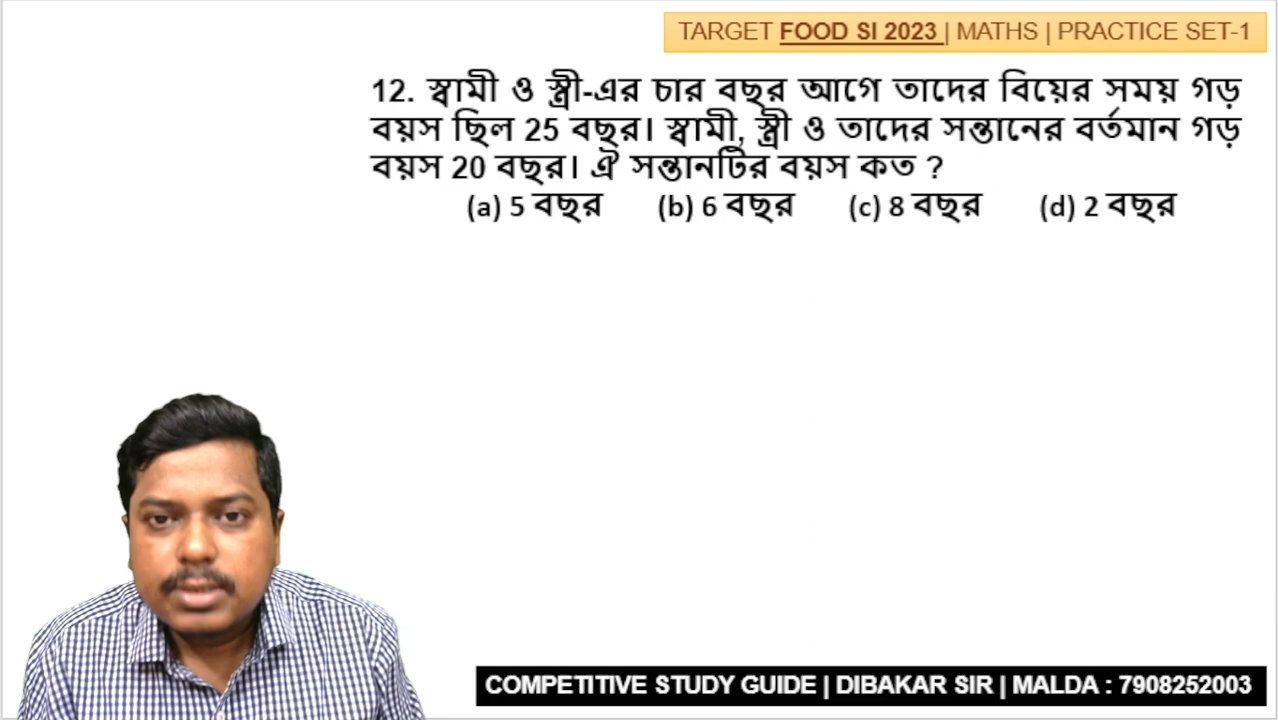 TARGET FOOD SI 2023 | MATHS | PRACTICE SET-1
12. স্বামী ও স্ত্রী-এর চার বছর আগে তাদের বিয়ের সময় গড়
বয়স ছিল 25 বছর। স্বামী, স্ত্রী ও তাদের সন্তানের বর্তমান গড়
বয়স 20 বছর। ঐ সন্তানটির বয়স কত ?
(a) 5 বছর (b) 6 বছর (c) 8 বছর (d) 2 বছর
COMPETITIVE STUDY GUIDE | DIBAKAR SIR | MALDA : 7908252003